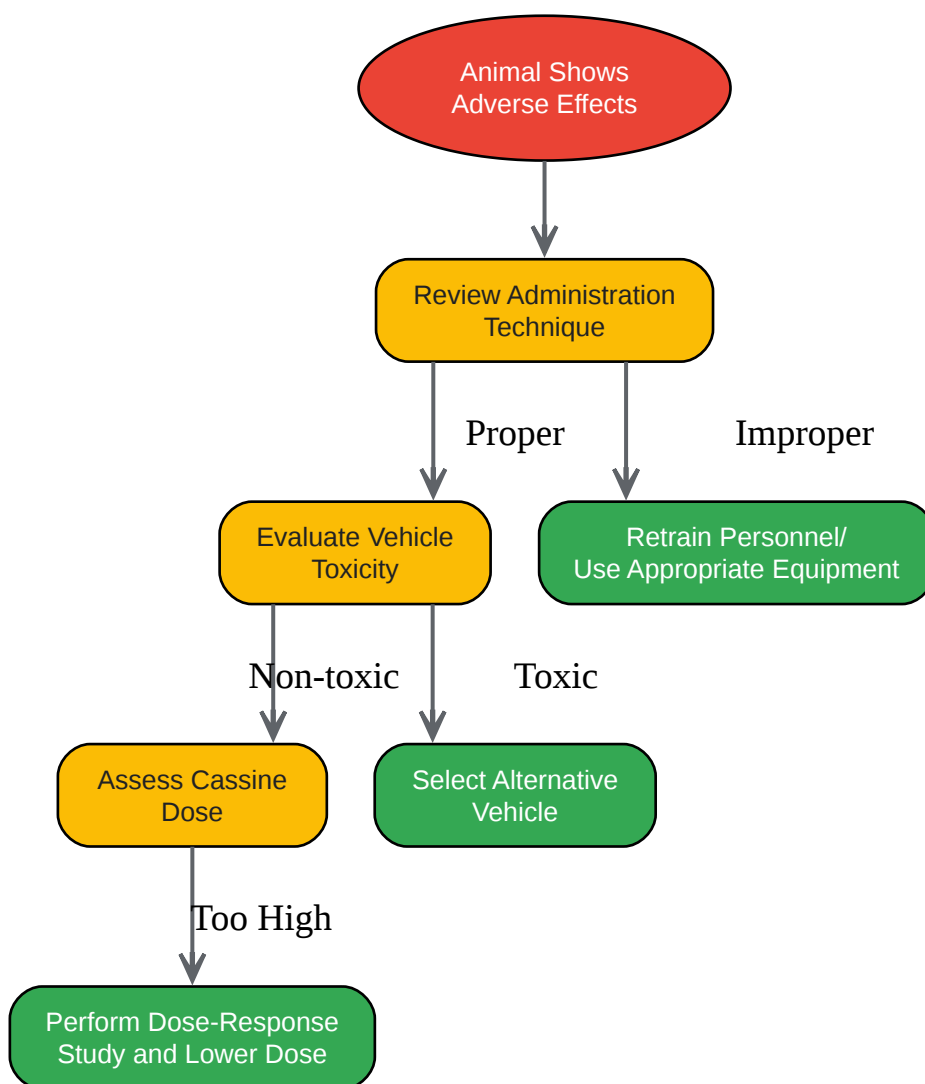 Animal Shows
Adverse Effects
Review Administration
Technique
Proper
Improper
Evaluate Vehicle
Toxicity
Retrain Personnel/
Use Appropriate Equipment
Non-toxic
Toxic
Assess Cassine
Dose
Select Alternative
Vehicle
Too High
Perform Dose-Response
Study and Lower Dose